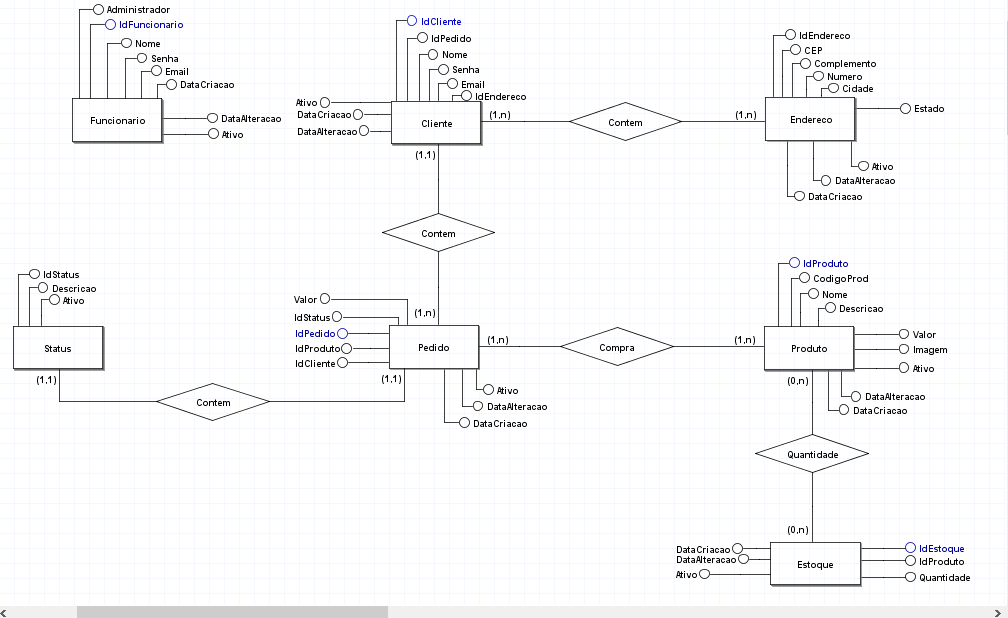 Administrador
IdFuncionario
Nome
Senha
Email
DataCriacao
Funcionario
DataAlteracao
Ativo
IdCliente
IdPedido
Nome
Senha
Email
IdEndereco
Ativo
DataCriacao
DataAlteracao
Cliente
(1,n)
(1,1)
Contem
(1,n)
IdEndereco
CEP
Complemento
Numero
Cidade
Endereco
Estado
Ativo
DataAlteracao
DataCriacao
Contem
(1,n)
IdStatus
Descricao
Ativo
Status
(1,1)
Contem
Valor
IdStatus
IdPedido
IdProduto
IdCliente
Pedido
(1,1)
(1,n)
Ativo
DataAlteracao
DataCriacao
Compra
(1,n)
IdProduto
CodigoProd
Nome
Descricao
Produto
Valor
Imagem
Ativo
(0,n)
DataAlteracao
DataCriacao
Quantidade
(0,n)
DataCriacao
DataAlteracao
Ativo
Estoque
IdEstoque
IdProduto
Quantidade